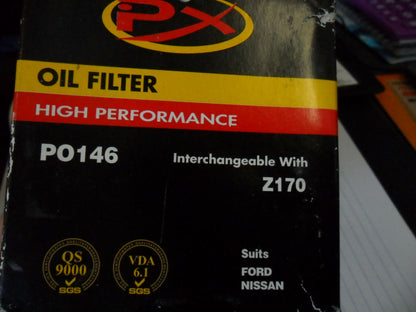 PX
OIL FILTER
HIGH PERFORMANCE
PO146
Interchangeable With
Z170
QS
9000
SGS
VDA
6.1
SGS
Suits
FORD
NISSAN